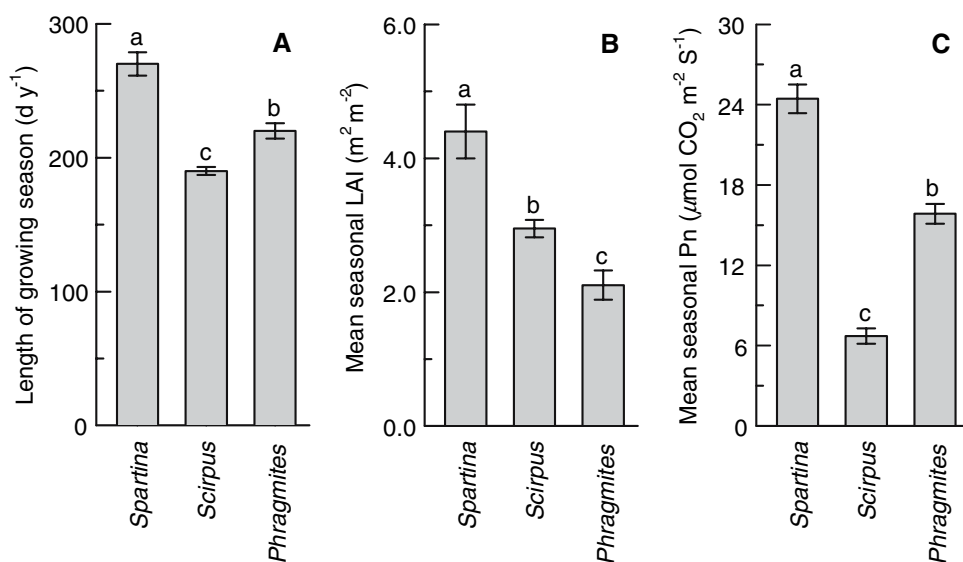 Length of growing season (d y⁻¹)
300
200
100
0
A
a
c
b
Spartina
Scirpus
Phragmites
Mean seasonal LAI (m² m⁻²)
6.0
4.0
2.0
0.0
B
a
b
c
Spartina
Scirpus
Phragmites
Mean seasonal Pn (μmol CO₂ m⁻² S⁻¹)
30
24
18
12
6
0
C
a
c
b
Spartina
Scirpus
Phragmites